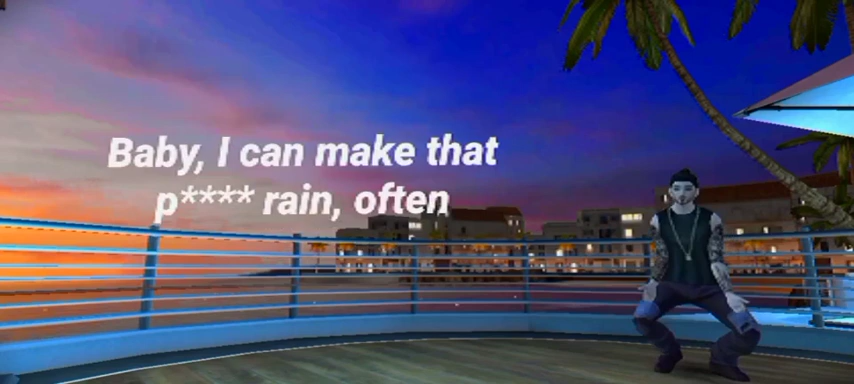 Baby, I can make that
p**** rain, often